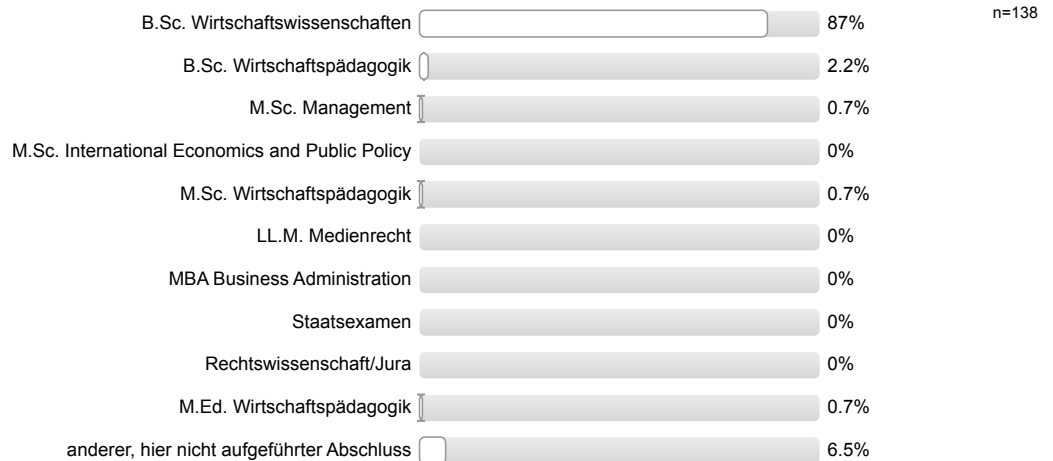 B.Sc. Wirtschaftswissenschaften 87% n=138
B.Sc. Wirtschaftspädagogik 2.2%
M.Sc. Management 0.7%
M.Sc. International Economics and Public Policy 0%
M.Sc. Wirtschaftspädagogik 0.7%
LL.M. Medienrecht 0%
MBA Business Administration 0%
Staatsexamen 0%
Rechtswissenschaft/Jura 0%
M.Ed. Wirtschaftspädagogik 0.7%
anderer, hier nicht aufgeführter Abschluss 6.5%